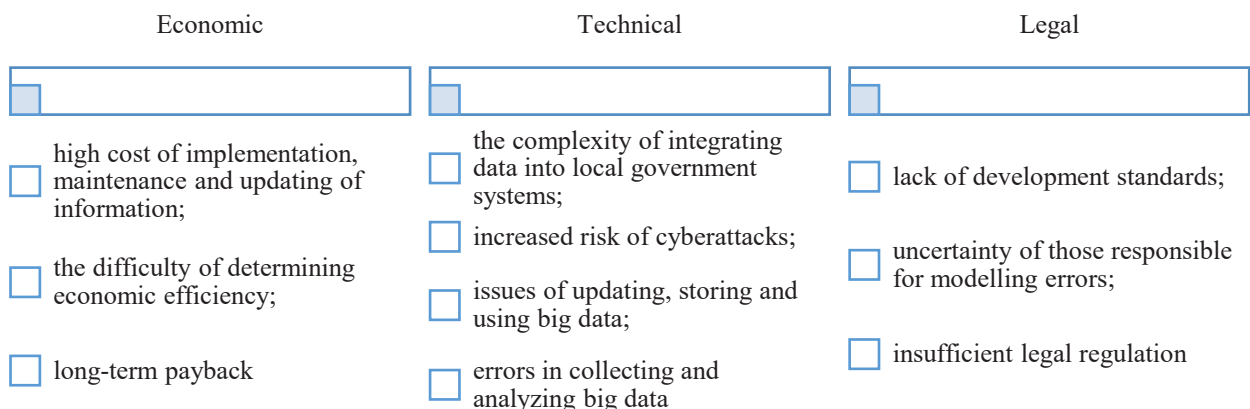 Economic
high cost of implementation,
maintenance and updating of
information;
the difficulty of determining
economic efficiency;
long-term payback
Technical
the complexity of integrating
data into local government
systems;
increased risk of cyberattacks;
issues of updating, storing and
using big data;
errors in collecting and
analyzing big data
Legal
lack of development standards;
uncertainty of those responsible
for modelling errors;
insufficient legal regulation